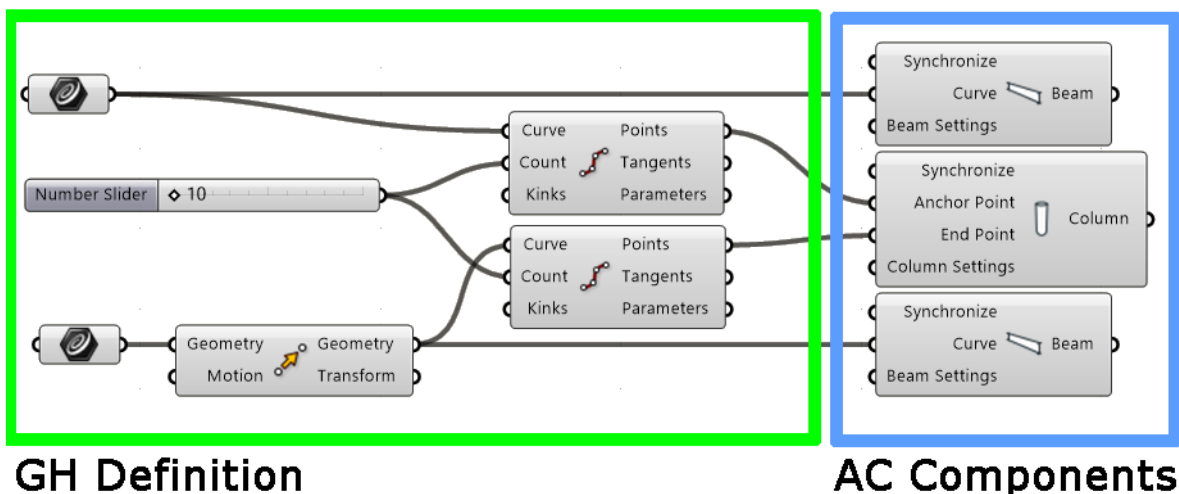 Synchronize
Curve Beam
Beam Settings
Curve Points
Count Tangents
Kinks Parameters
Number Slider 10
Synchronize
Anchor Point
End Point
Column
Column Settings
Curve Points
Count Tangents
Kinks Parameters
Geometry Geometry
Motion Transform
Synchronize
Curve Beam
Beam Settings
GH Definition
AC Components